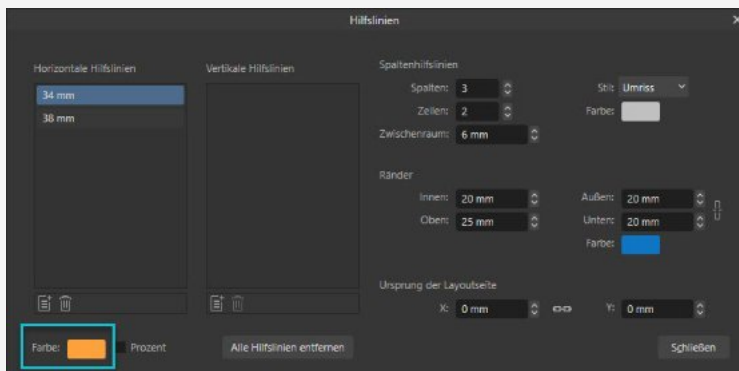 Hilfslinien
Horizontale Hilfslinien
34 mm
38 mm
Vertikale Hilfslinien
Spaltenhilfslinien
Spalten: 3
Stil: Umriss
Zeilen: 2
Farbe:
Zwischenraum: 6 mm
Ränder
Innen: 20 mm
Außen: 20 mm
Oben: 25 mm
Unten: 20 mm
Farbe:
Ursprung der Layoutseite
X: 0 mm
Y: 0 mm
Farbe:
Prozent
Alle Hilfslinien entfernen
Schließen